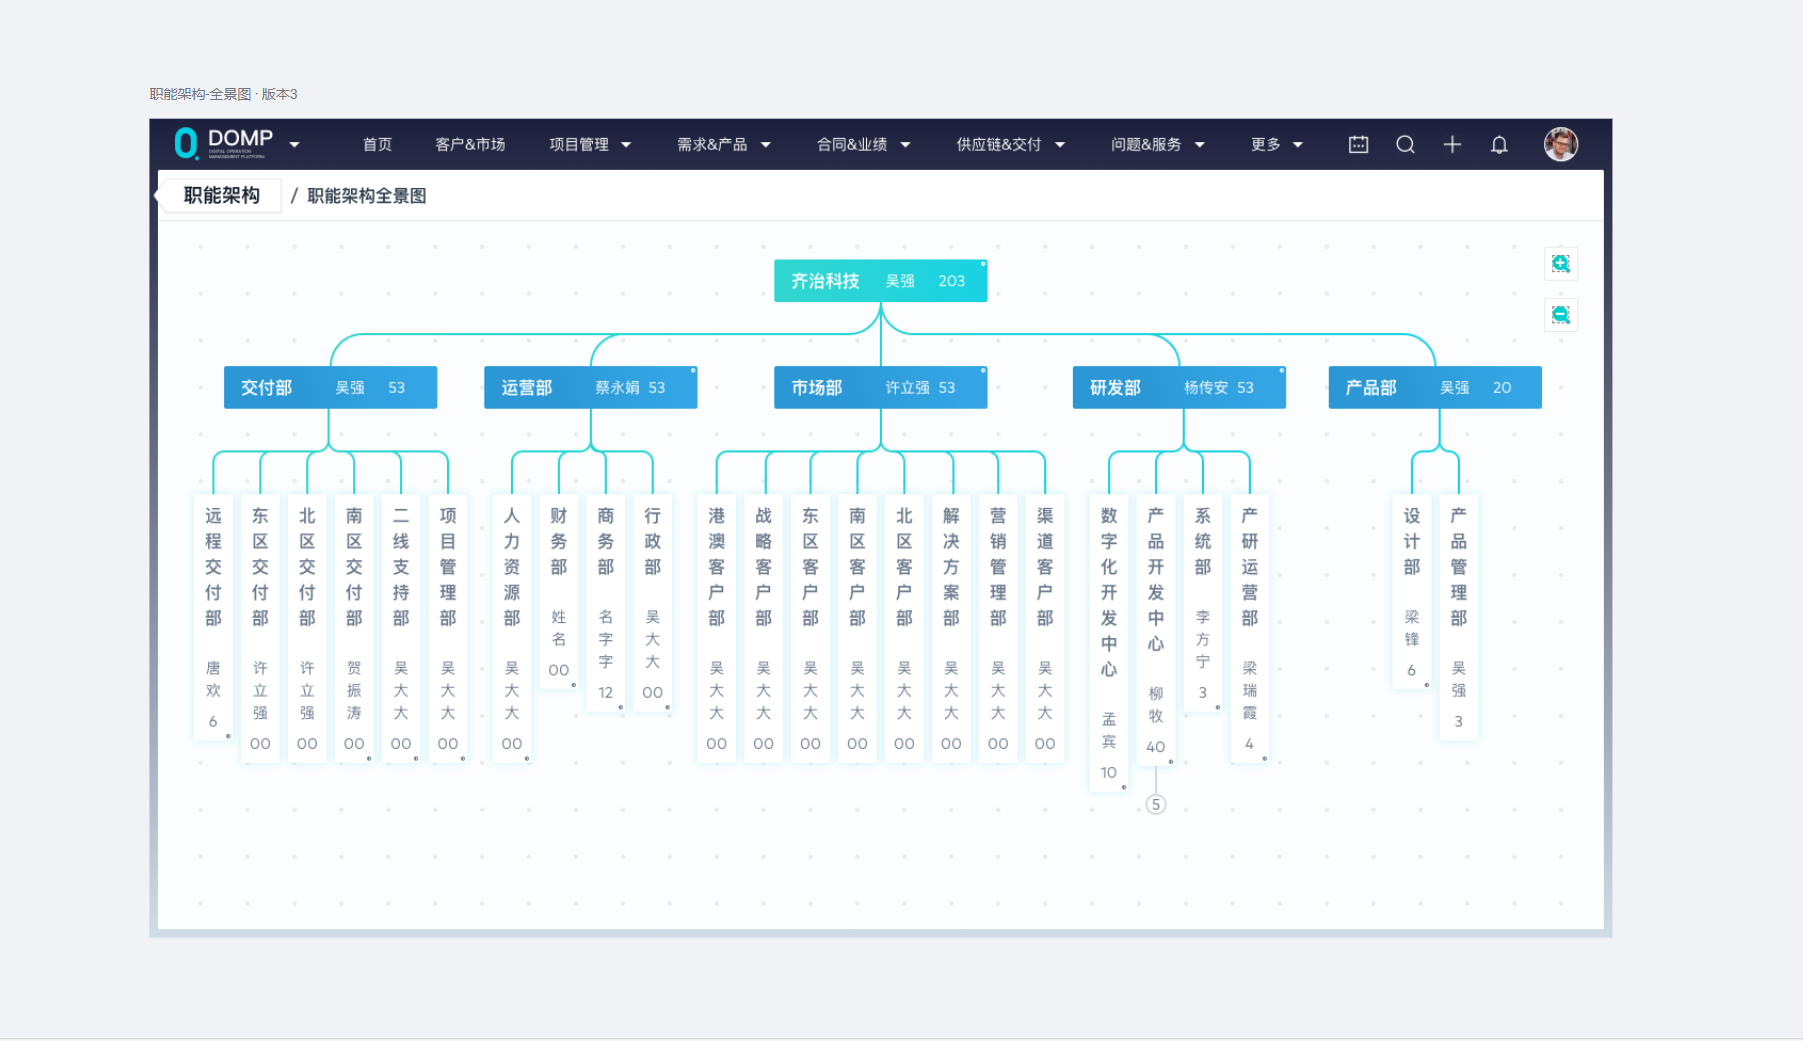 职能架构-全景图 · 版本3
DOMP
DIGITAL OPERATION
MANAGEMENT PLATFORM
首页
客户&市场
项目管理
需求&产品
合同&业绩
供应链&交付
问题&服务
更多
职能架构 / 职能架构全景图
齐治科技 吴强 203
交付部 吴强 53
运营部 蔡永娟 53
市场部 许立强 53
研发部 杨传安 53
产品部 吴强 20
远程交付部 唐欢 6
东区交付部 许立强 00
北区交付部 许立强 00
南区交付部 贺振涛 00
二线支持部 吴大大 00
项目管理部 吴大大 00
人力资源部 吴大大 00
财务部 姓名 00
商务部 名字字 12
行政部 吴大大 00
港澳客户部 吴大大 00
战略客户部 吴大大 00
东区客户部 吴大大 00
南区客户部 吴大大 00
北区客户部 吴大大 00
解决方案部 吴大大 00
营销管理部 吴大大 00
渠道客户部 吴大大 00
数字化开发中心 孟宾 10
产品开发中心 柳牧 40
5
系统部 李方宁 3
产研运营部 梁瑞霞 4
设计部 梁锋 6
产品管理部 吴强 3